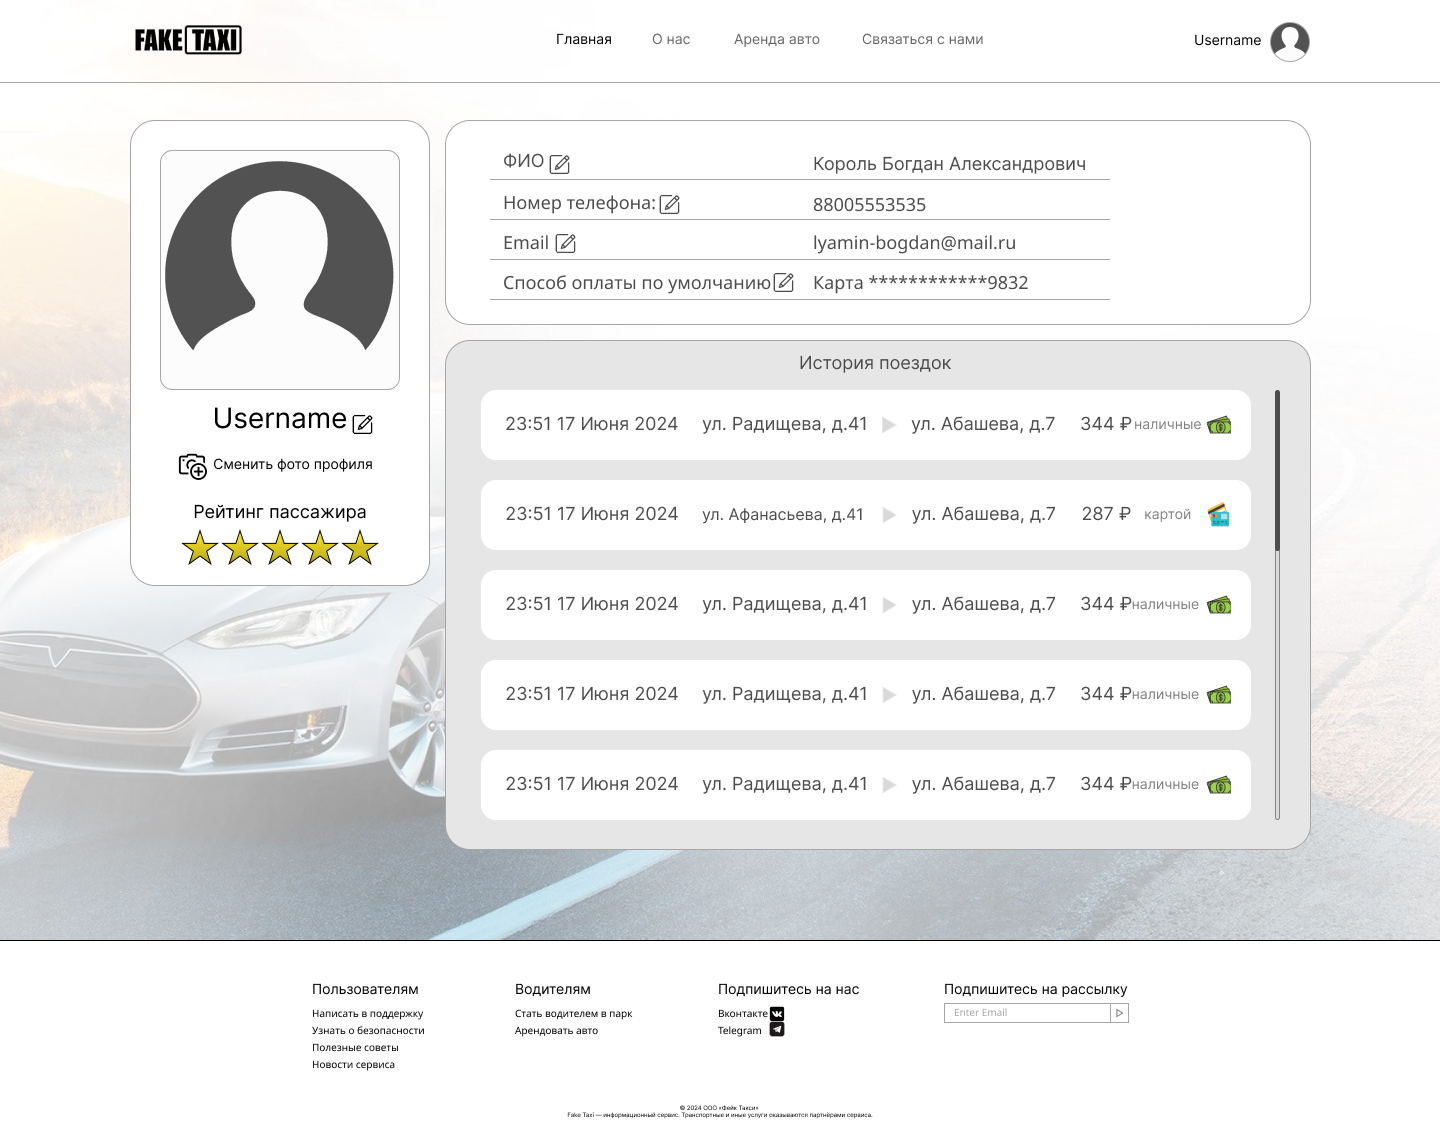 FAKE TAXI
Главная О нас Аренда авто Связаться с нами
Username
Username
Сменить фото профиля
Рейтинг пассажира
ФИО Король Богдан Александрович
Номер телефона: 88005553535
Email lyamin-bogdan@mail.ru
Способ оплаты по умолчанию Карта ************9832
История поездок
23:51 17 Июня 2024 ул. Радищева, д.41 ул. Абашева, д.7 344 ₽ наличные
23:51 17 Июня 2024 ул. Афанасьева, д.41 ул. Абашева, д.7 287 ₽ картой
23:51 17 Июня 2024 ул. Радищева, д.41 ул. Абашева, д.7 344 ₽ наличные
23:51 17 Июня 2024 ул. Радищева, д.41 ул. Абашева, д.7 344 ₽ наличные
23:51 17 Июня 2024 ул. Радищева, д.41 ул. Абашева, д.7 344 ₽ наличные
Пользователям
Написать в поддержку
Узнать о безопасности
Полезные советы
Новости сервиса
Водителям
Стать водителем в парк
Арендовать авто
Подпишитесь на нас
Вконтакте
Telegram
Подпишитесь на рассылку
Enter Email
© 2024 ООО «Фейк Такси»
Fake Taxi — информационный сервис. Транспортные и иные услуги оказываются партнёрами сервиса.